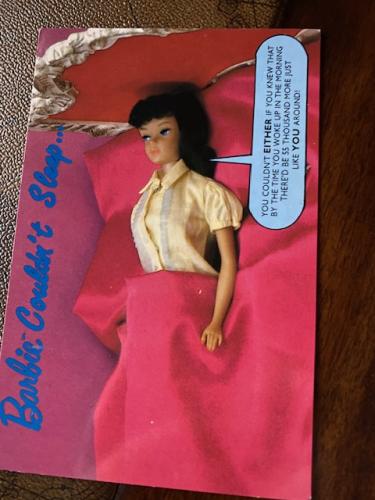 Barbie™ Couldn't Sleep...
YOU COULDN'T EITHER IF YOU KNEW THAT
BY THE TIME YOU WOKE UP IN THE MORNING
THERE'D BE 55 THOUSAND MORE JUST
LIKE YOU AROUND!